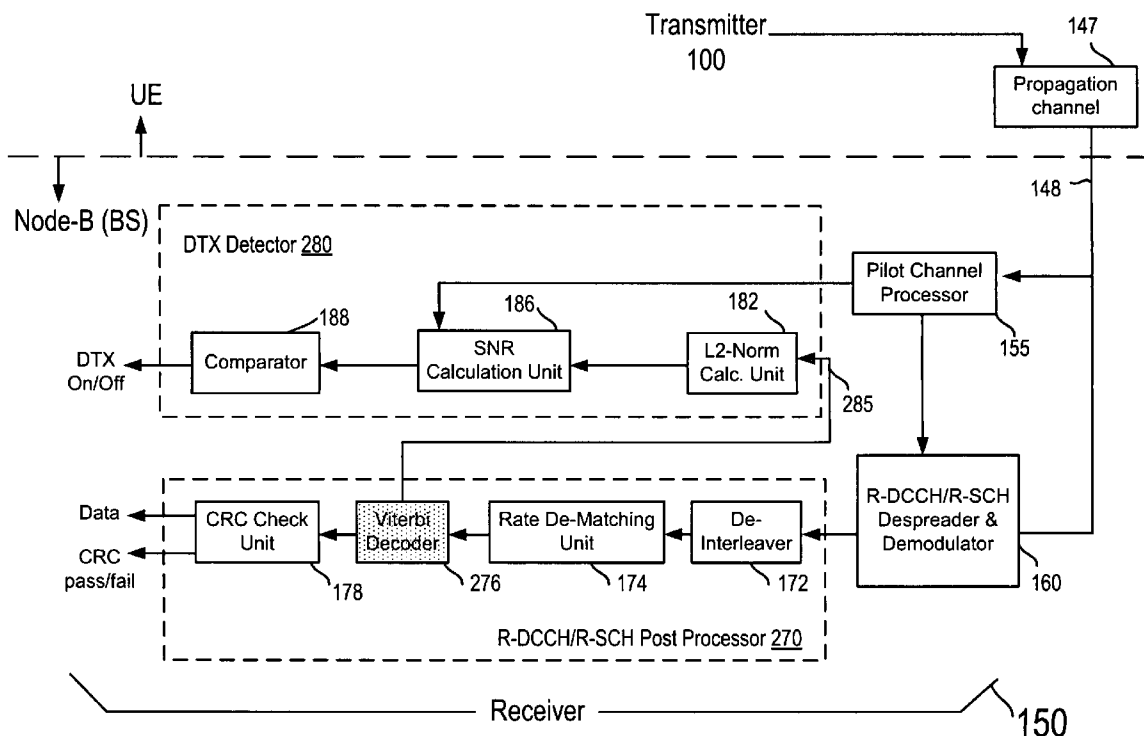 Transmitter
100
147
Propagation
channel
UE
148
Node-B (BS)
DTX Detector 280
Pilot Channel
Processor
155
188
186
182
DTX
On/Off
Comparator
SNR
Calculation Unit
L2-Norm
Calc. Unit
285
Data
CRC
pass/fail
CRC Check
Unit
178
Viterbi
Decoder
276
Rate De-Matching
Unit
174
De-
Interleaver
172
R-DCCH/R-SCH
Despreader &
Demodulator
160
R-DCCH/R-SCH Post Processor 270
Receiver
150